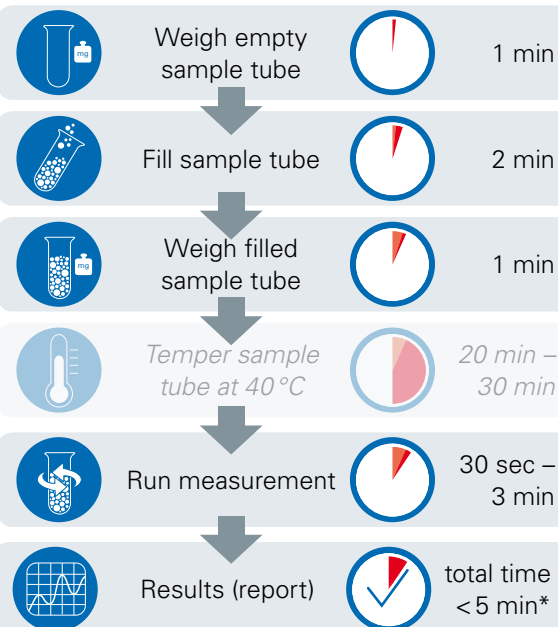 mg
Weigh empty
sample tube
1 min
Fill sample tube
2 min
mg
Weigh filled
sample tube
1 min
Temper sample
tube at 40 °C
20 min –
30 min
Run measurement
30 sec –
3 min
Results (report)
total time
< 5 min*